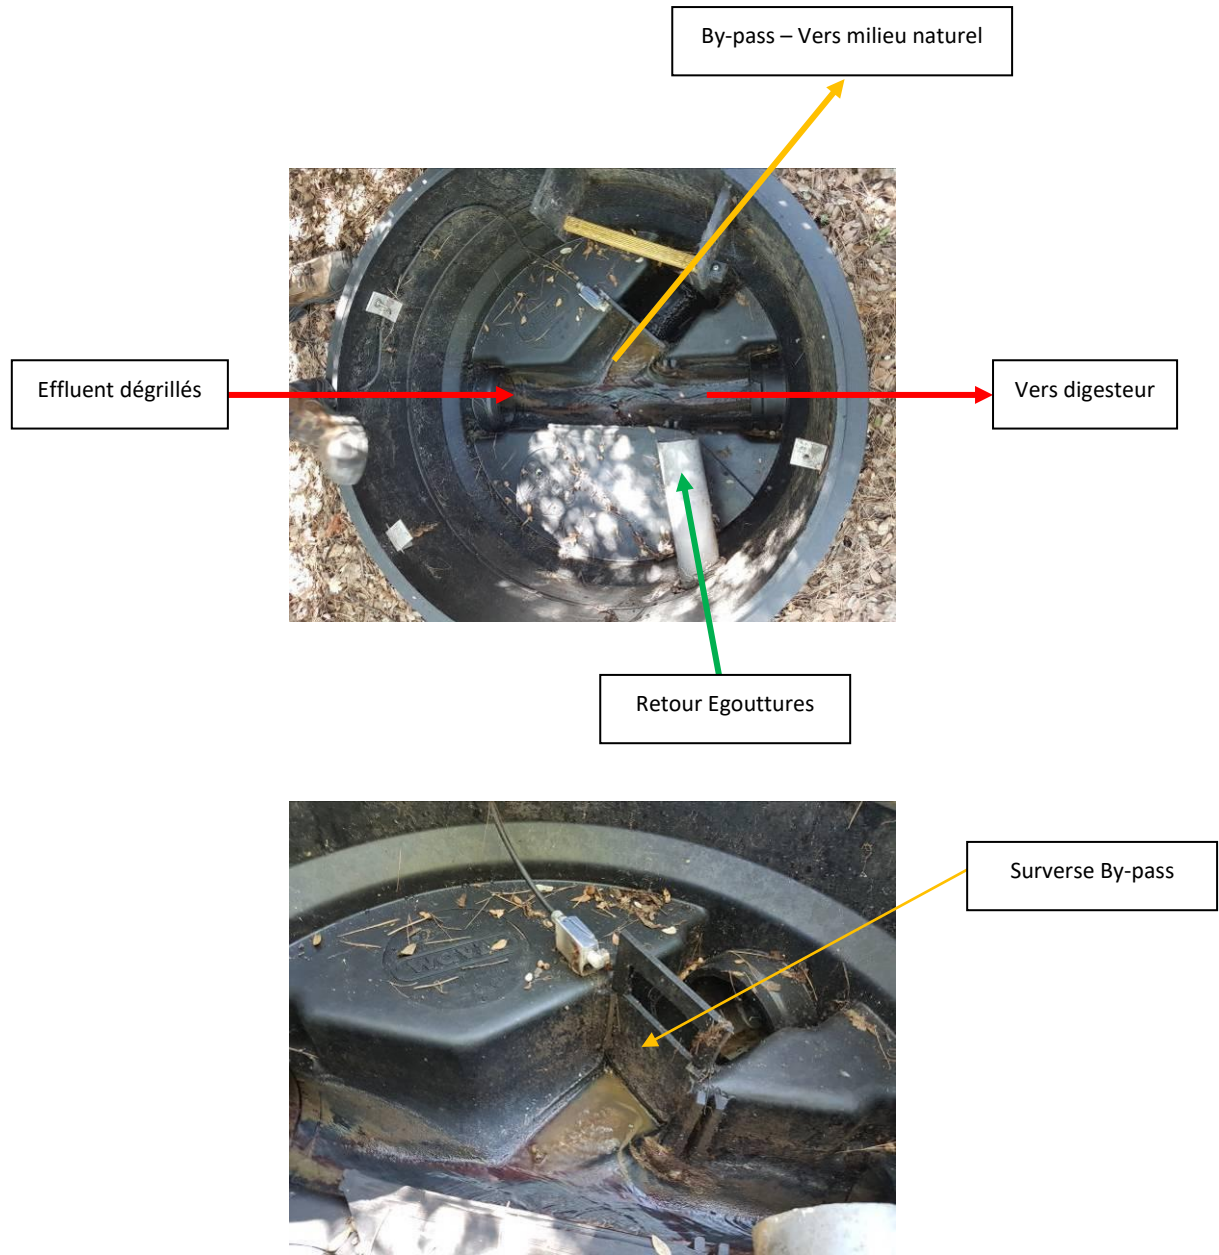 By-pass – Vers milieu naturel
Effluent dégrillés
Vers digesteur
Retour Egouttures
Surverse By-pass